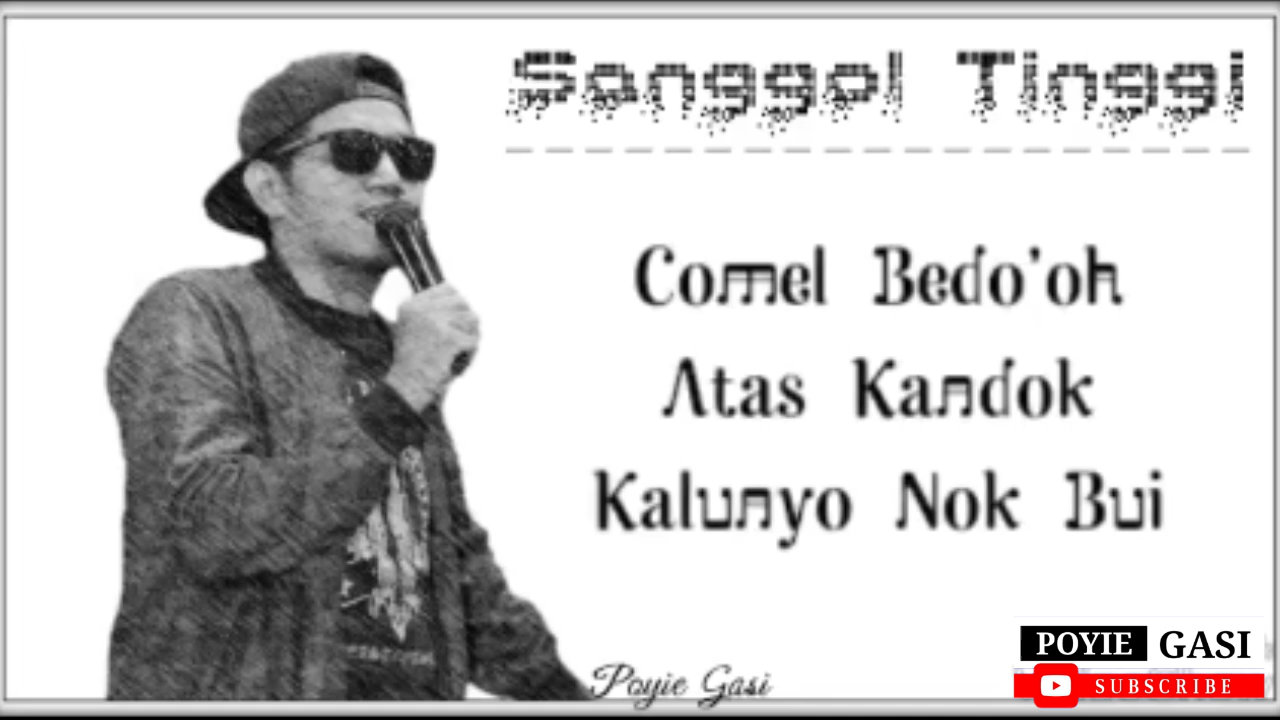 Sanggol Tinggi
Comel Bedo'oh
Atas Kandok
Kalunyo Nok Bui
Poyie Gasi
POYIE GASI
SUBSCRIBE